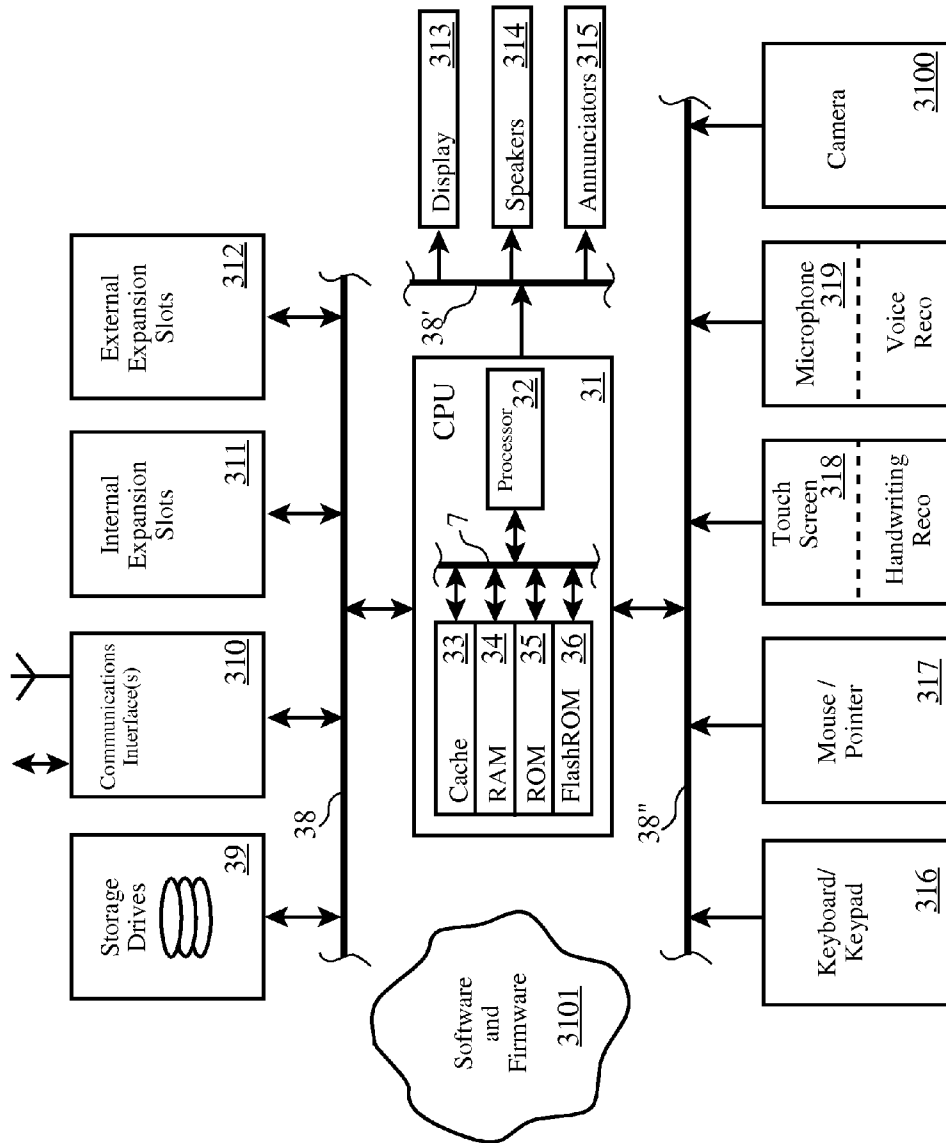 Storage
Drives
39
Communications
Interface(s)
310
Internal
Expansion
Slots
311
External
Expansion
Slots
312
38
Software
and
Firmware
3101
CPU
Cache 33
RAM 34
ROM 35
FlashROM 36
7
Processor
32
31
38'
Display 313
Speakers 314
Annunciators 315
38"
Keyboard/
Keypad
316
Mouse /
Pointer
317
Touch
Screen
318
Handwriting
Reco
Microphone
319
Voice
Reco
Camera
3100